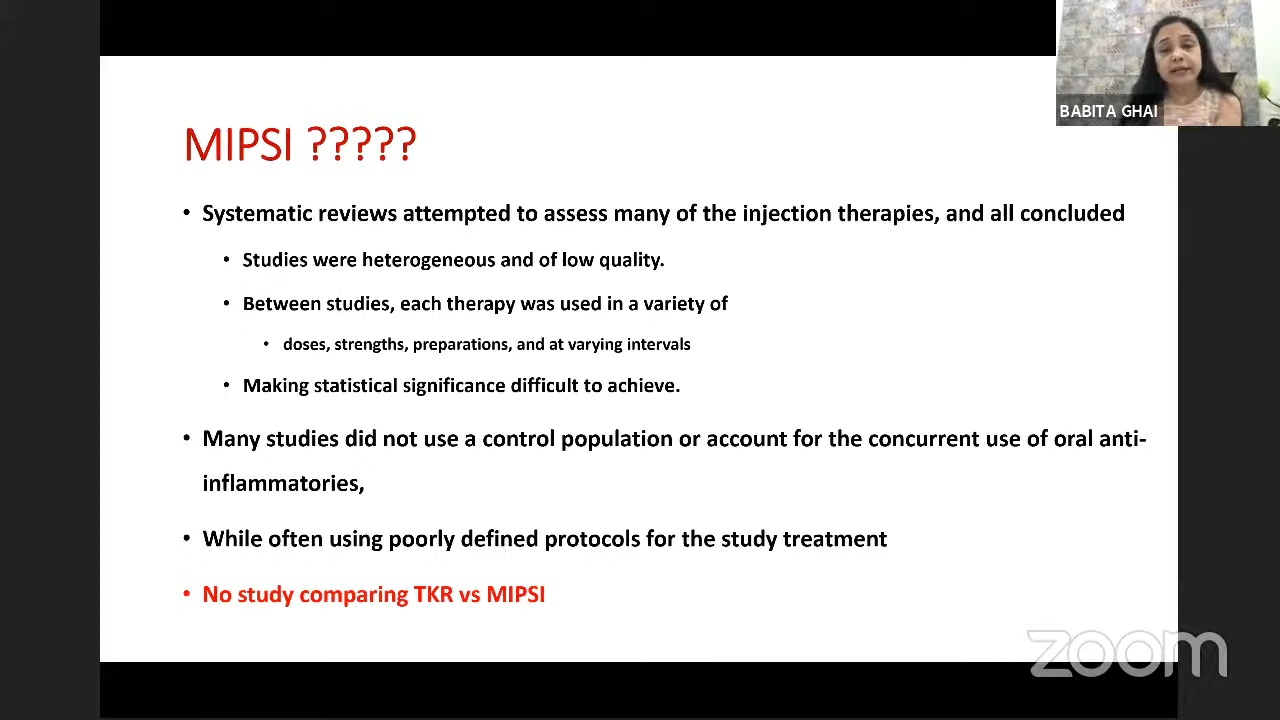 BABITA GHAI
MIPSI ?????
• Systematic reviews attempted to assess many of the injection therapies, and all concluded
• Studies were heterogeneous and of low quality.
• Between studies, each therapy was used in a variety of
• doses, strengths, preparations, and at varying intervals
• Making statistical significance difficult to achieve.
• Many studies did not use a control population or account for the concurrent use of oral anti-
inflammatories,
• While often using poorly defined protocols for the study treatment
• No study comparing TKR vs MIPSI
zoom